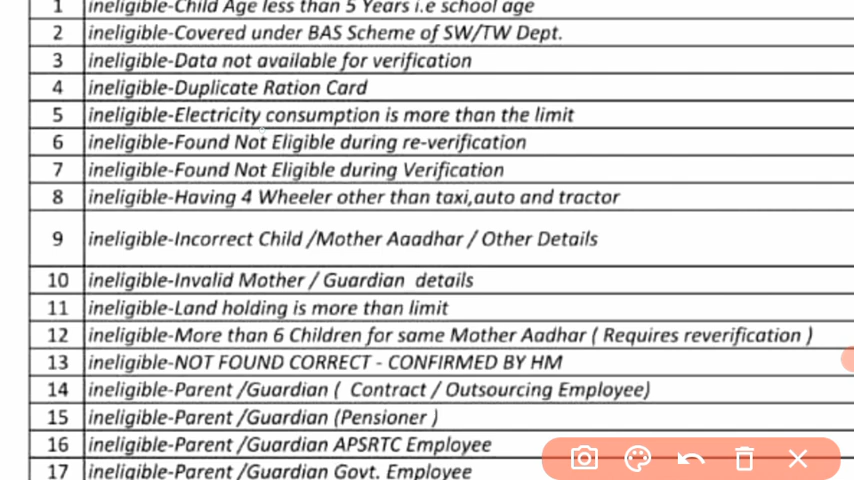 1 ineligible-Child Age less than 5 Years i.e school age
2 ineligible-Covered under BAS Scheme of SW/TW Dept.
3 ineligible-Data not available for verification
4 ineligible-Duplicate Ration Card
5 ineligible-Electricity consumption is more than the limit
6 ineligible-Found Not Eligible during re-verification
7 ineligible-Found Not Eligible during Verification
8 ineligible-Having 4 Wheeler other than taxi,auto and tractor
9 ineligible-Incorrect Child /Mother Aaadhar / Other Details
10 ineligible-Invalid Mother / Guardian details
11 ineligible-Land holding is more than limit
12 ineligible-More than 6 Children for same Mother Aadhar ( Requires reverification )
13 ineligible-NOT FOUND CORRECT - CONFIRMED BY HM
14 ineligible-Parent /Guardian ( Contract / Outsourcing Employee)
15 ineligible-Parent /Guardian (Pensioner )
16 ineligible-Parent /Guardian APSRTC Employee
17 ineligible-Parent /Guardian Govt. Employee